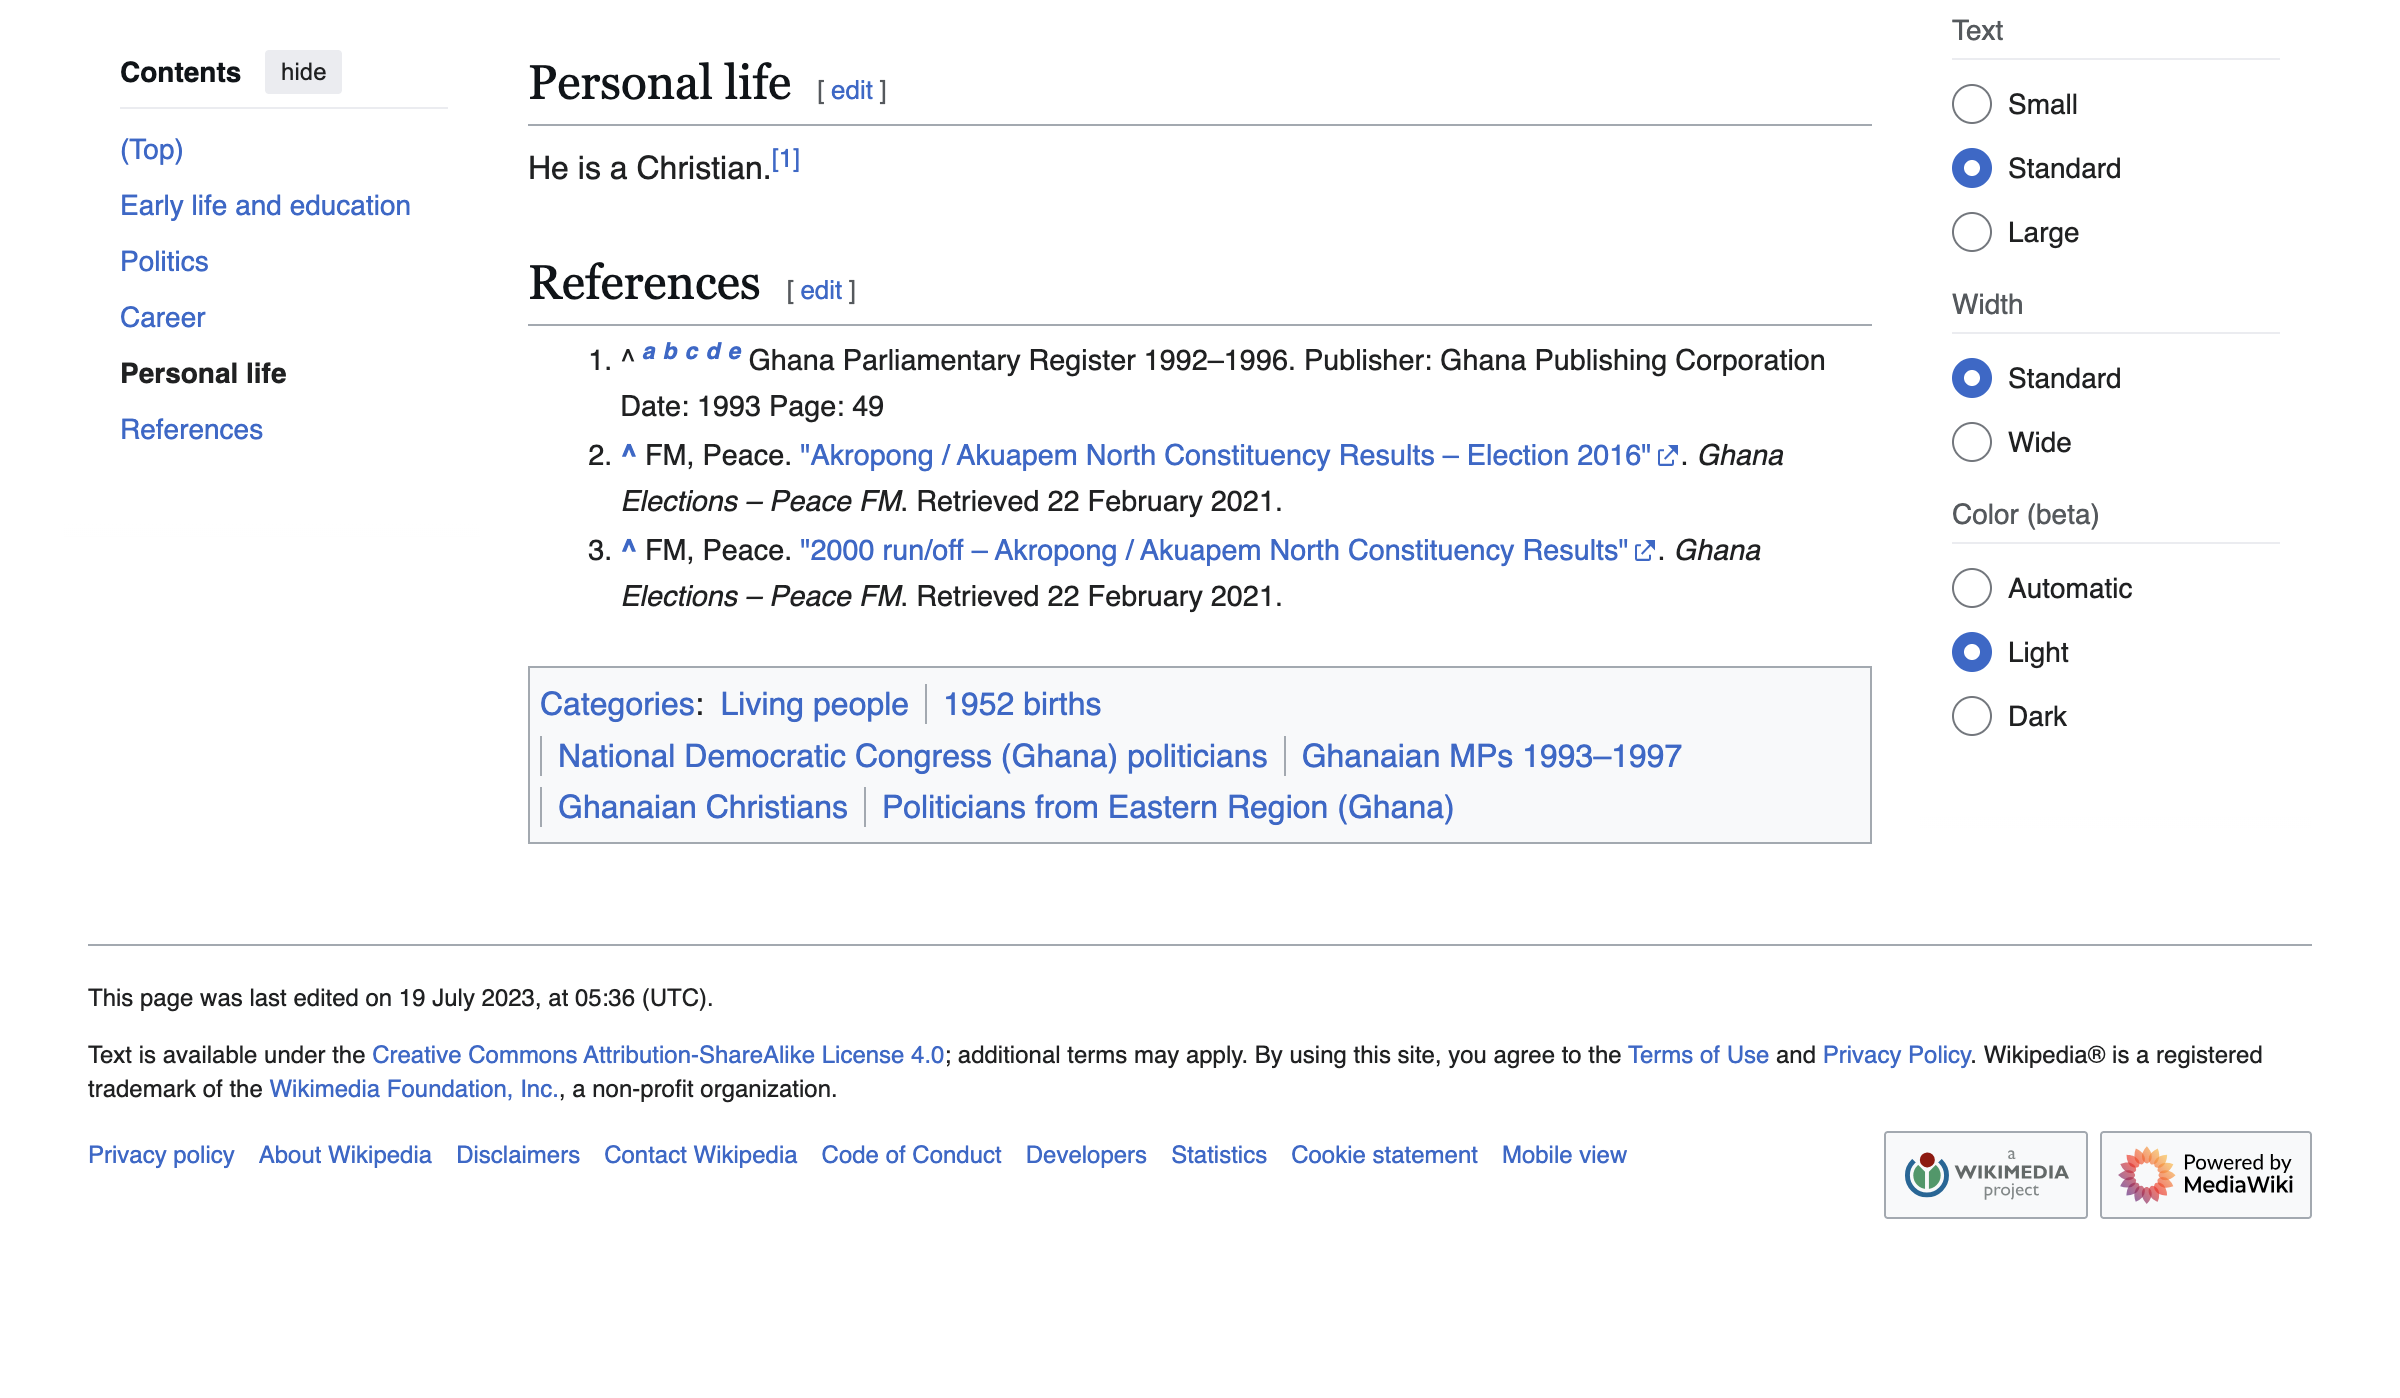 Contents hide
(Top)
Early life and education
Politics
Career
Personal life
References
Personal life [ edit ]
He is a Christian.[1]
References [ edit ]
1. ^ a b c d e Ghana Parliamentary Register 1992–1996. Publisher: Ghana Publishing Corporation
Date: 1993 Page: 49
2. ^ FM, Peace. "Akropong / Akuapem North Constituency Results – Election 2016" . Ghana
Elections – Peace FM. Retrieved 22 February 2021.
3. ^ FM, Peace. "2000 run/off – Akropong / Akuapem North Constituency Results" . Ghana
Elections – Peace FM. Retrieved 22 February 2021.
Categories: Living people | 1952 births
| National Democratic Congress (Ghana) politicians | Ghanaian MPs 1993–1997
| Ghanaian Christians | Politicians from Eastern Region (Ghana)
Text
Small
Standard
Large
Width
Standard
Wide
Color (beta)
Automatic
Light
Dark
This page was last edited on 19 July 2023, at 05:36 (UTC).
Text is available under the Creative Commons Attribution-ShareAlike License 4.0; additional terms may apply. By using this site, you agree to the Terms of Use and Privacy Policy. Wikipedia® is a registered
trademark of the Wikimedia Foundation, Inc., a non-profit organization.
Privacy policy About Wikipedia Disclaimers Contact Wikipedia Code of Conduct Developers Statistics Cookie statement Mobile view
a
WIKIMEDIA
project
Powered by
MediaWiki